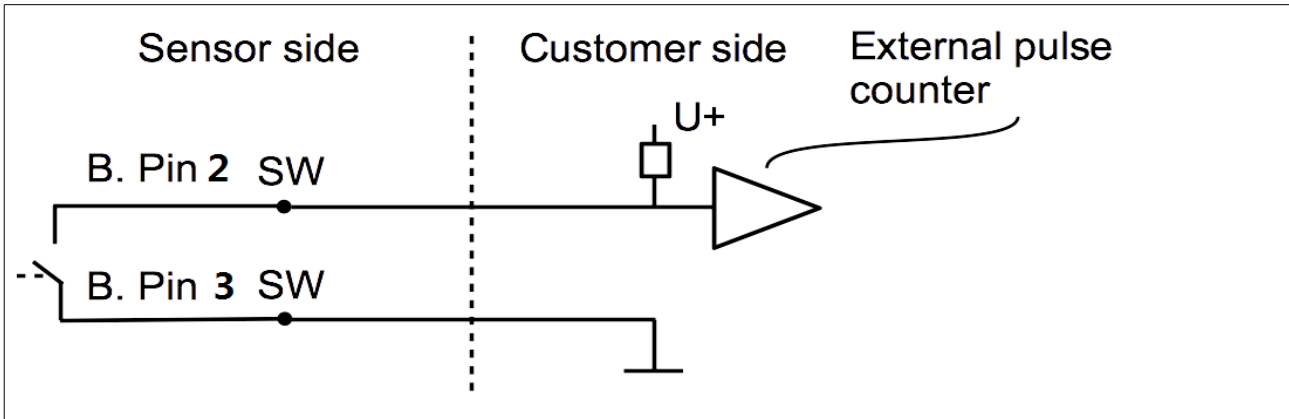 Sensor side
Customer side
External pulse
counter
U+
B. Pin 2 SW
B. Pin 3 SW